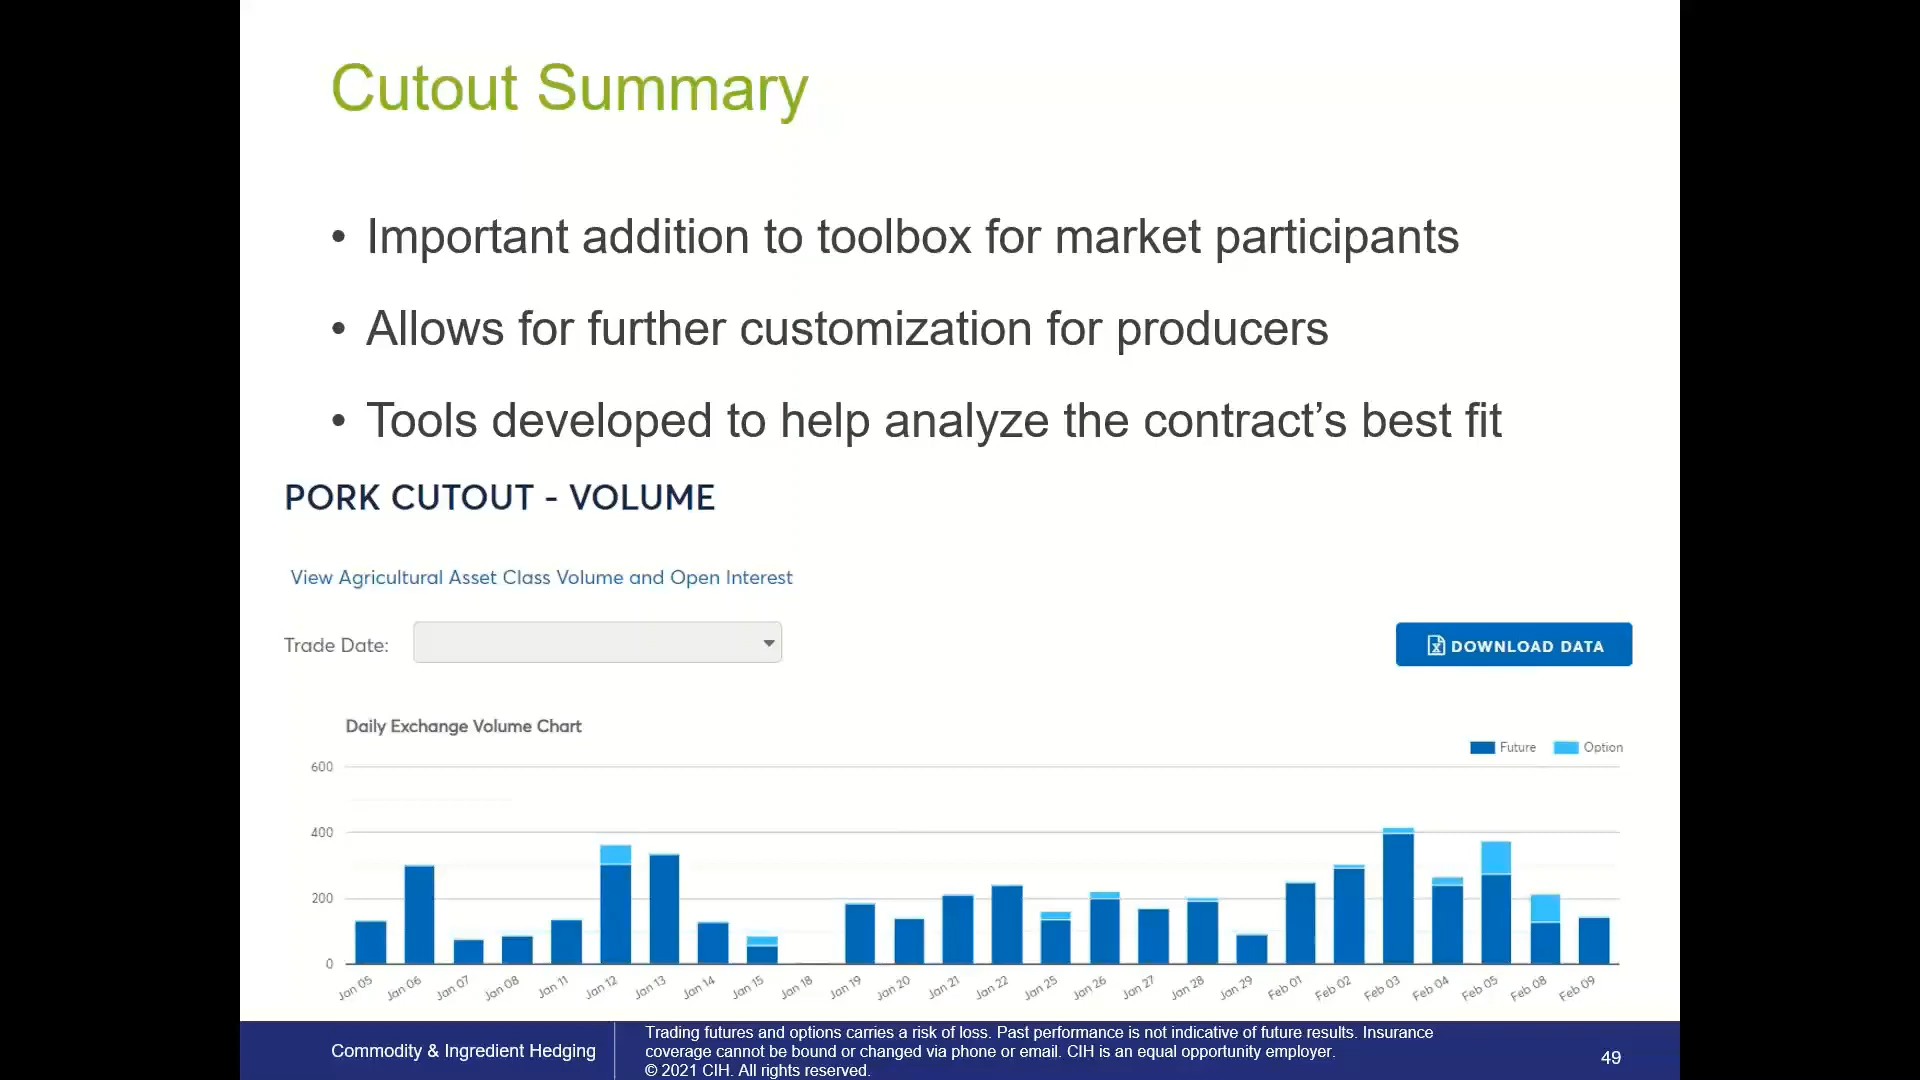 Cutout Summary
• Important addition to toolbox for market participants
• Allows for further customization for producers
• Tools developed to help analyze the contract’s best fit
PORK CUTOUT - VOLUME
View Agricultural Asset Class Volume and Open Interest
Trade Date:
DOWNLOAD DATA
Daily Exchange Volume Chart
Future Option
600
400
200
0
Jan 05 Jan 06 Jan 07 Jan 08 Jan 11 Jan 12 Jan 13 Jan 14 Jan 15 Jan 18 Jan 19 Jan 20 Jan 21 Jan 22 Jan 25 Jan 26 Jan 27 Jan 28 Jan 29 Feb 01 Feb 02 Feb 03 Feb 04 Feb 05 Feb 08 Feb 09
Commodity & Ingredient Hedging
Trading futures and options carries a risk of loss. Past performance is not indicative of future results. Insurance
coverage cannot be bound or changed via phone or email. CIH is an equal opportunity employer.
© 2021 CIH. All rights reserved.
49